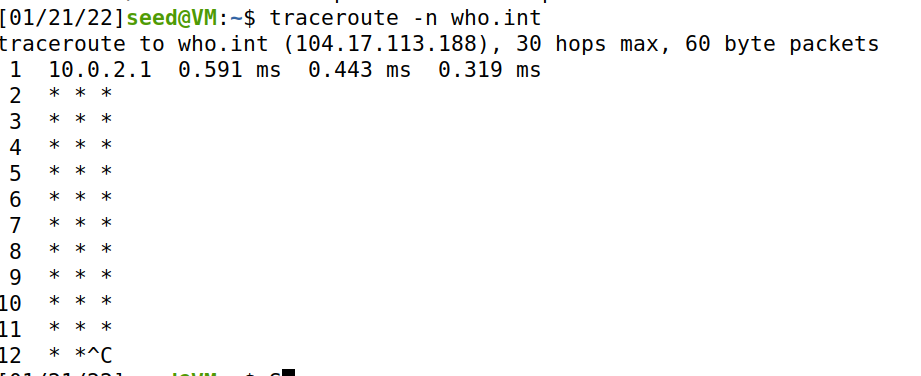 [01/21/22]seed@VM:~$ traceroute -n who.int
traceroute to who.int (104.17.113.188), 30 hops max, 60 byte packets
 1  10.0.2.1  0.591 ms  0.443 ms  0.319 ms
 2  * * *
 3  * * *
 4  * * *
 5  * * *
 6  * * *
 7  * * *
 8  * * *
 9  * * *
10  * * *
11  * * *
12  * *^C